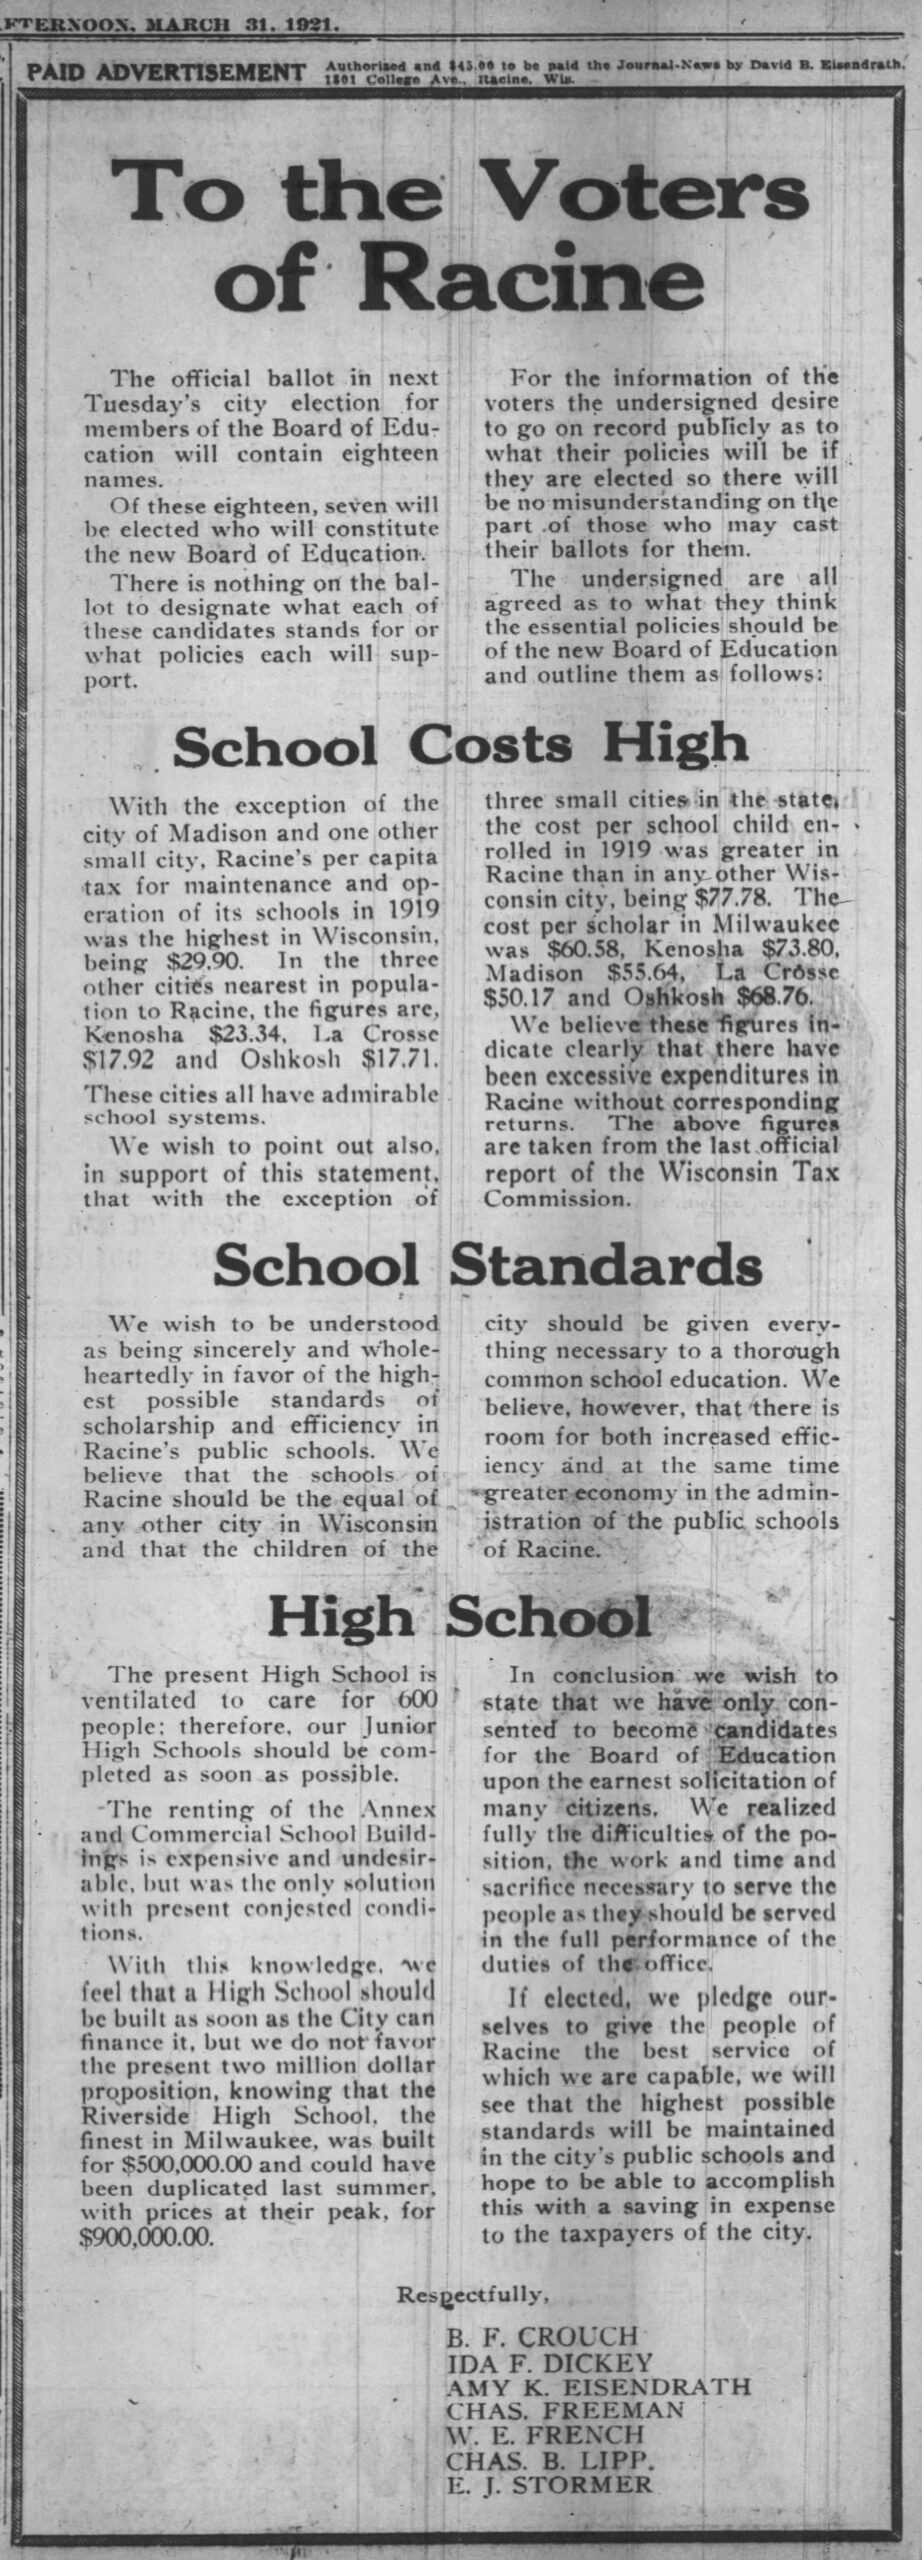 FTERNOON, MARCH 31, 1921.
PAID ADVERTISEMENT
Authorized and $45.00 to be paid the Journal-News by David B. Eisendrath,
1801 College Ave., Racine, Wis.
To the Voters
of Racine
The official ballot in next
Tuesday's city election for
members of the Board of Edu-
cation will contain eighteen
names.
Of these eighteen, seven will
be elected who will constitute
the new Board of Education.
There is nothing on the bal-
lot to designate what each of
these candidates stands for or
what policies each will sup-
port.
For the information of the
voters the undersigned desire
to go on record publicly as to
what their policies will be if
they are elected so there will
be no misunderstanding on the
part of those who may cast
their ballots for them.
The undersigned are all
agreed as to what they think
the essential policies should be
of the new Board of Education
and outline them as follows:
School Costs High
With the exception of the
city of Madison and one other
small city, Racine's per capita
tax for maintenance and op-
eration of its schools in 1919
was the highest in Wisconsin,
being $29.90. In the three
other cities nearest in popula-
tion to Racine, the figures are,
Kenosha $23.34, La Crosse
$17.92 and Oshkosh $17.71.
These cities all have admirable
school systems.
We wish to point out also,
in support of this statement,
that with the exception of
three small cities in the state,
the cost per school child en-
rolled in 1919 was greater in
Racine than in any other Wis-
consin city, being $77.78. The
cost per scholar in Milwaukee
was $60.58, Kenosha $73.80,
Madison $55.64, La Crosse
$50.17 and Oshkosh $68.76.
We believe these figures in-
dicate clearly that there have
been excessive expenditures in
Racine without corresponding
returns. The above figures
are taken from the last official
report of the Wisconsin Tax
Commission.
School Standards
We wish to be understood
as being sincerely and whole-
heartedly in favor of the high-
est possible standards of
scholarship and efficiency in
Racine's public schools. We
believe that the schools of
Racine should be the equal of
any other city in Wisconsin
and that the children of the
city should be given every-
thing necessary to a thorough
common school education. We
believe, however, that there is
room for both increased effic-
iency and at the same time
greater economy in the admin-
istration of the public schools
of Racine.
High School
The present High School is
ventilated to care for 600
people; therefore, our Junior
High Schools should be com-
pleted as soon as possible.
The renting of the Annex
and Commercial School Build-
ings is expensive and undesir-
able, but was the only solution
with present conjested condi-
tions.
With this knowledge, we
feel that a High School should
be built as soon as the City can
finance it, but we do not favor
the present two million dollar
proposition, knowing that the
Riverside High School, the
finest in Milwaukee, was built
for $500,000.00 and could have
been duplicated last summer,
with prices at their peak, for
$900,000.00.
In conclusion we wish to
state that we have only con-
sented to become candidates
for the Board of Education
upon the earnest solicitation of
many citizens. We realized
fully the difficulties of the po-
sition, the work and time and
sacrifice necessary to serve the
people as they should be served
in the full performance of the
duties of the office.
If elected, we pledge our-
selves to give the people of
Racine the best service of
which we are capable, we will
see that the highest possible
standards will be maintained
in the city's public schools and
hope to be able to accomplish
this with a saving in expense
to the taxpayers of the city.
Respectfully,
B. F. CROUCH
IDA F. DICKEY
AMY K. EISENDRATH
CHAS. FREEMAN
W. E. FRENCH
CHAS. B. LIPP.
E. J. STORMER